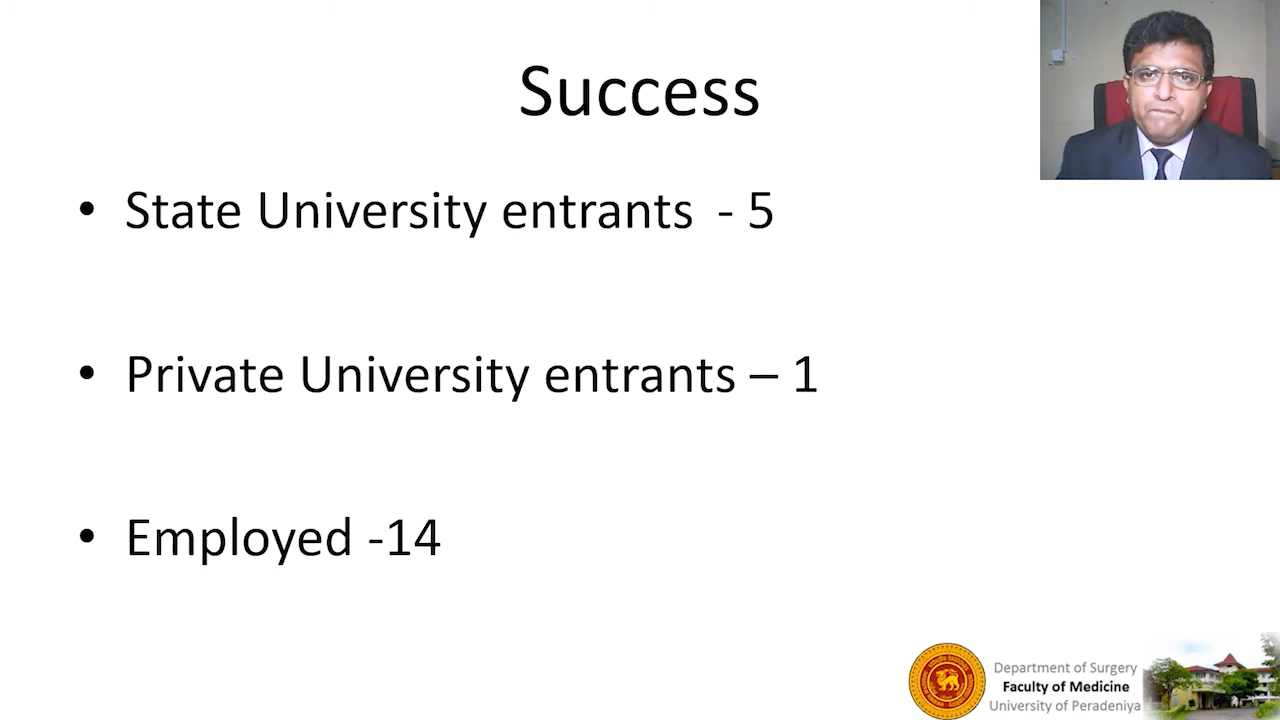 Success
• State University entrants - 5
• Private University entrants – 1
• Employed -14
Department of Surgery
Faculty of Medicine
University of Peradeniya